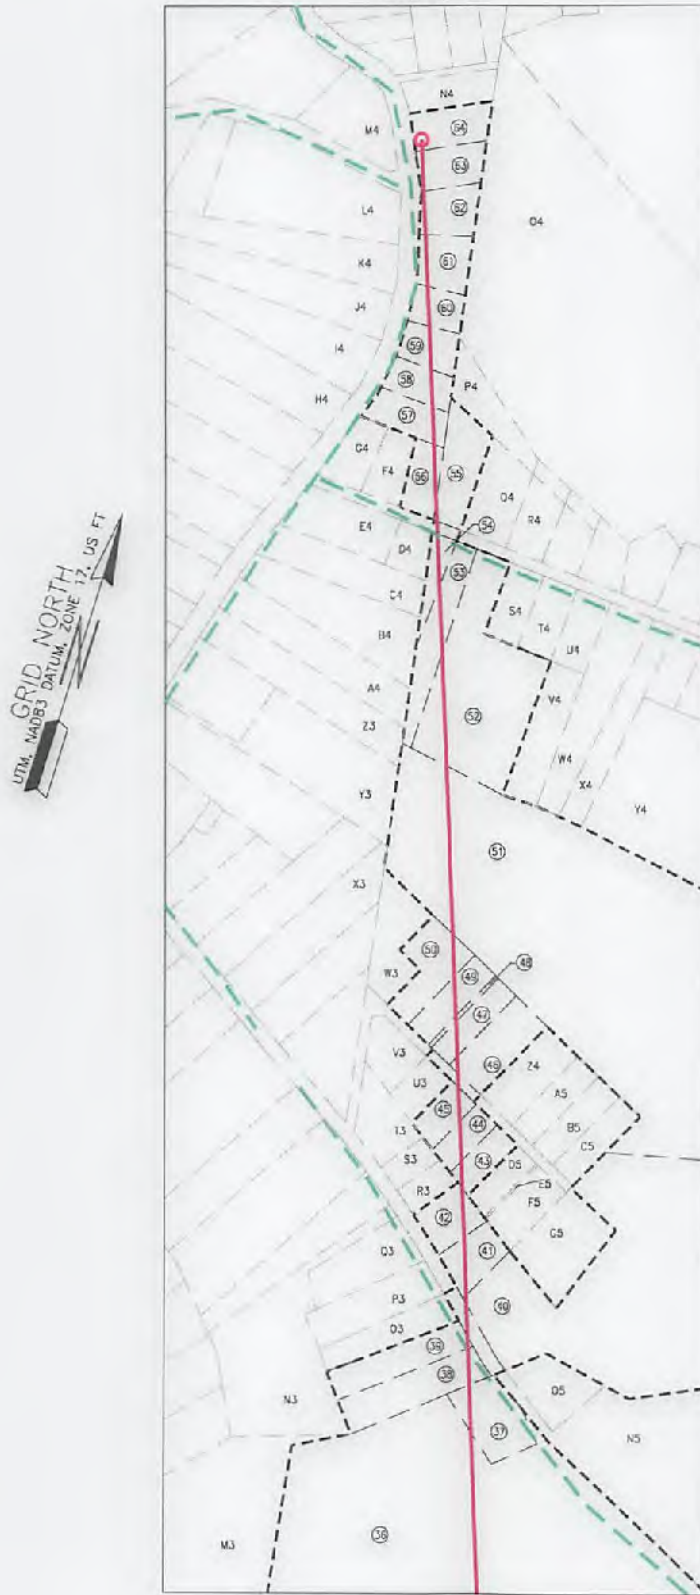 N4
64
M4
63
L4
62
O4
61
K4
J4
60
I4
59
58
P4
H4
57
G4
F4
56
55
Q4
R4
E4
54
D4
53
C4
S4
T4
B4
U4
A4
V4
Z3
52
W4
X4
Y3
Y4
51
X3
50
48
W3
49
47
V3
46
Z4
U3
A5
45
T3
44
B5
S3
C5
43
D5
R3
E5
42
F5
G5
Q3
41
P3
40
O3
39
38
N3
O5
37
N5
M3
36
GRID NORTH
UTM, NAD83 DATUM, ZONE 17, US FT